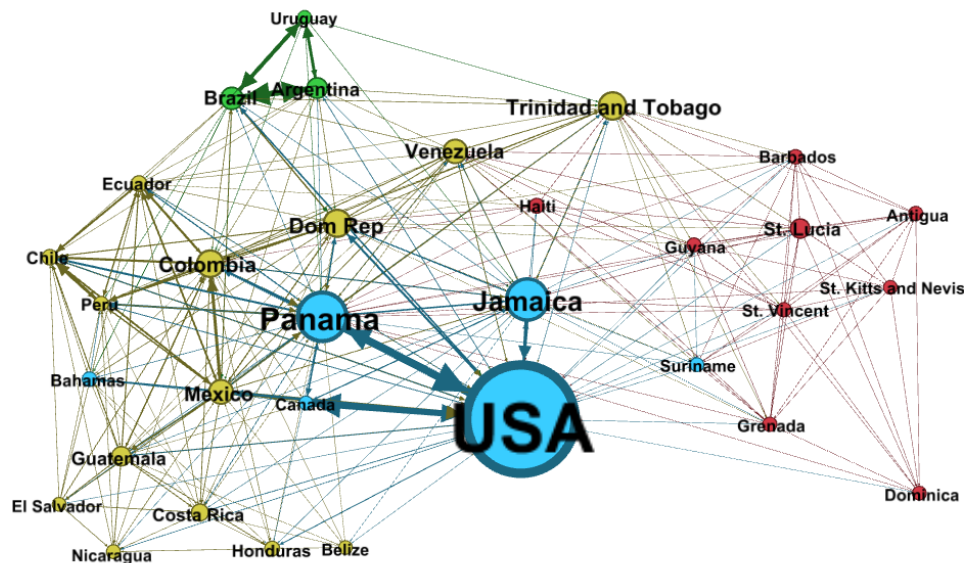 Uruguay
Argentina
Brazil
Trinidad and Tobago
Venezuela
Barbados
Ecuador
Haiti
Antigua
Dom Rep
St. Lucia
Guyana
Chile
Colombia
St. Kitts and Nevis
Peru
Panama
Jamaica
St. Vincent
Suriname
Bahamas
Mexico
Canada
USA
Grenada
Guatemala
Dominica
El Salvador
Costa Rica
Nicaragua
Honduras
Belize